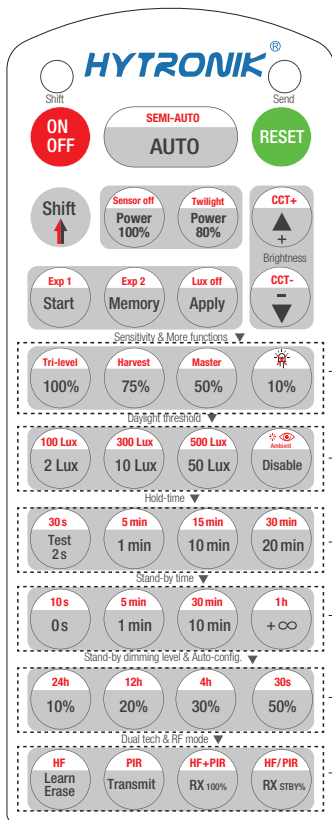 HYTRONIK®
Shift
Send
ON
OFF
SEMI-AUTO
AUTO
RESET
Shift
Sensor off
Power
100%
Twilight
Power
80%
CCT+
+
Brightness
CCT-
-
Exp 1
Start
Exp 2
Memory
Lux off
Apply
Sensitivity & More functions
Tri-level
100%
Harvest
75%
Master
50%
10%
Daylight threshold
100 Lux
2 Lux
300 Lux
10 Lux
500 Lux
50 Lux
Ambient
Disable
Hold-time
30 s
Test
2 s
5 min
1 min
15 min
10 min
30 min
20 min
Stand-by time
10 s
0 s
5 min
1 min
30 min
10 min
1 h
+∞
Stand-by dimming level & Auto-config.
24h
10%
12h
20%
4h
30%
30s
50%
Dual tech & RF mode
HF
Learn
Erase
PIR
Transmit
HF+PIR
RX 100%
HF/PIR
RX STBY%